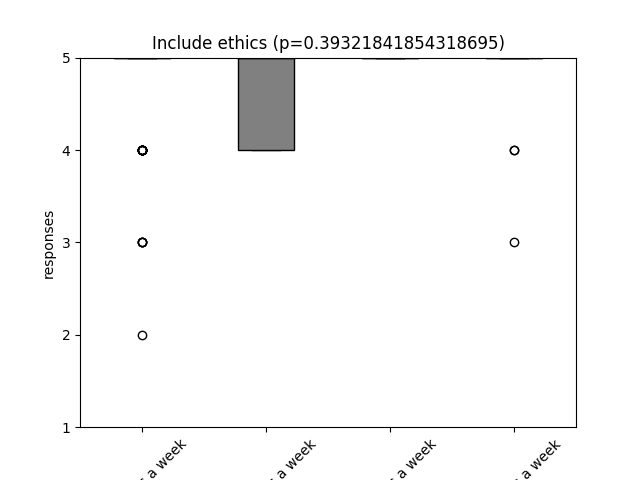 Include ethics (p=0.39321841854318695)
5
4
3
2
1
responses
a week
a week
a week
a week